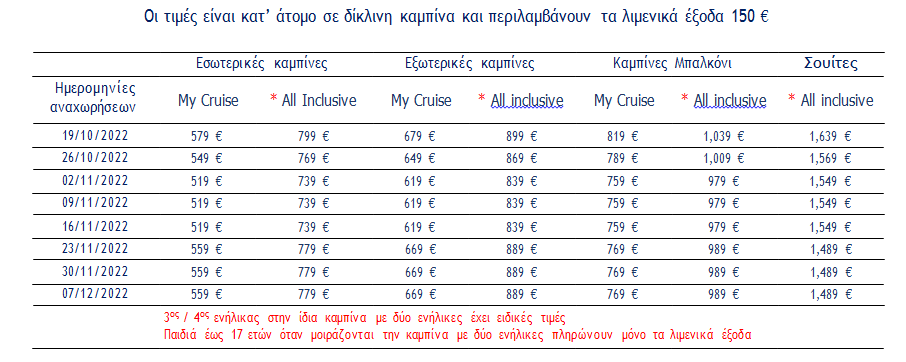 Οι τιμές είναι κατ’ άτομο σε δίκλινη καμπίνα και περιλαμβάνουν τα λιμενικά έξοδα 150 €
Εσωτερικές καμπίνες Εξωτερικές καμπίνες Καμπίνες Μπαλκόνι Σουίτες
Ημερομηνίες αναχωρήσεων My Cruise * All Inclusive My Cruise * All inclusive My Cruise * All inclusive * All inclusive
19/10/2022 579 € 799 € 679 € 899 € 819 € 1,039 € 1,639 €
26/10/2022 549 € 769 € 649 € 869 € 789 € 1,009 € 1,569 €
02/11/2022 519 € 739 € 619 € 839 € 759 € 979 € 1,549 €
09/11/2022 519 € 739 € 619 € 839 € 759 € 979 € 1,549 €
16/11/2022 519 € 739 € 619 € 839 € 759 € 979 € 1,549 €
23/11/2022 559 € 779 € 669 € 889 € 769 € 989 € 1,489 €
30/11/2022 559 € 779 € 669 € 889 € 769 € 989 € 1,489 €
07/12/2022 559 € 779 € 669 € 889 € 769 € 989 € 1,489 €
3ος / 4ος ενήλικας στην ίδια καμπίνα με δύο ενήλικες έχει ειδικές τιμές
Παιδιά έως 17 ετών όταν μοιράζονται την καμπίνα με δύο ενήλικες πληρώνουν μόνο τα λιμενικά έξοδα